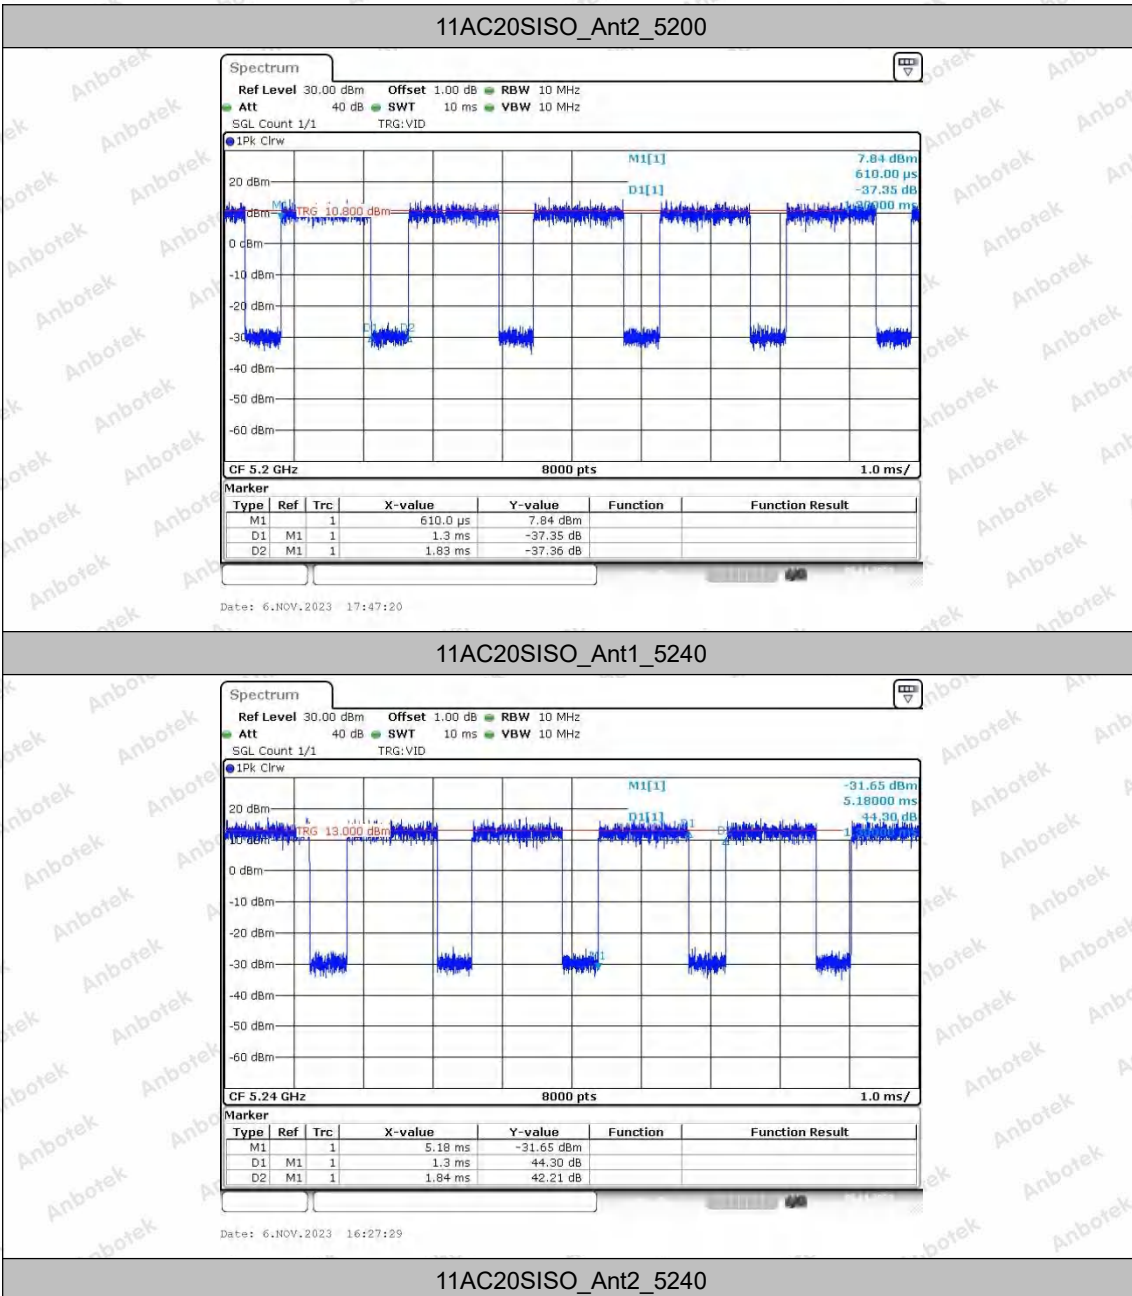 11AC20SISO_Ant2_5200
Spectrum
Ref Level 30.00 dBm Offset 1.00 dB RBW 10 MHz
Att 40 dB SWT 10 ms VBW 10 MHz
SGL Count 1/1 TRG:VID
1Pk Clrw
M1[1] 7.84 dBm
610.00 µs
20 dBm
D1[1] -37.35 dB
TRG 10.800 dBm
0 dBm
-10 dBm
-20 dBm
D1 D2
-40 dBm
-50 dBm
-60 dBm
CF 5.2 GHz 8000 pts 1.0 ms/
Marker
Type Ref Trc X-value Y-value Function Function Result
M1 1 610.0 µs 7.84 dBm
D1 M1 1 1.3 ms -37.35 dB
D2 M1 1 1.83 ms -37.36 dB
Date: 6.NOV.2023 17:47:20
11AC20SISO_Ant1_5240
Spectrum
Ref Level 30.00 dBm Offset 1.00 dB RBW 10 MHz
Att 40 dB SWT 10 ms VBW 10 MHz
SGL Count 1/1 TRG:VID
1Pk Clrw
M1[1] -31.65 dBm
5.18000 ms
20 dBm
D1[1] 44.30 dB
D1
TRG 13.000 dBm
10 dBm
0 dBm
-10 dBm
-20 dBm
-30 dBm
-40 dBm
-50 dBm
-60 dBm
CF 5.24 GHz 8000 pts 1.0 ms/
Marker
Type Ref Trc X-value Y-value Function Function Result
M1 1 5.18 ms -31.65 dBm
D1 M1 1 1.3 ms 44.30 dB
D2 M1 1 1.84 ms 42.21 dB
Date: 6.NOV.2023 16:27:29
11AC20SISO_Ant2_5240